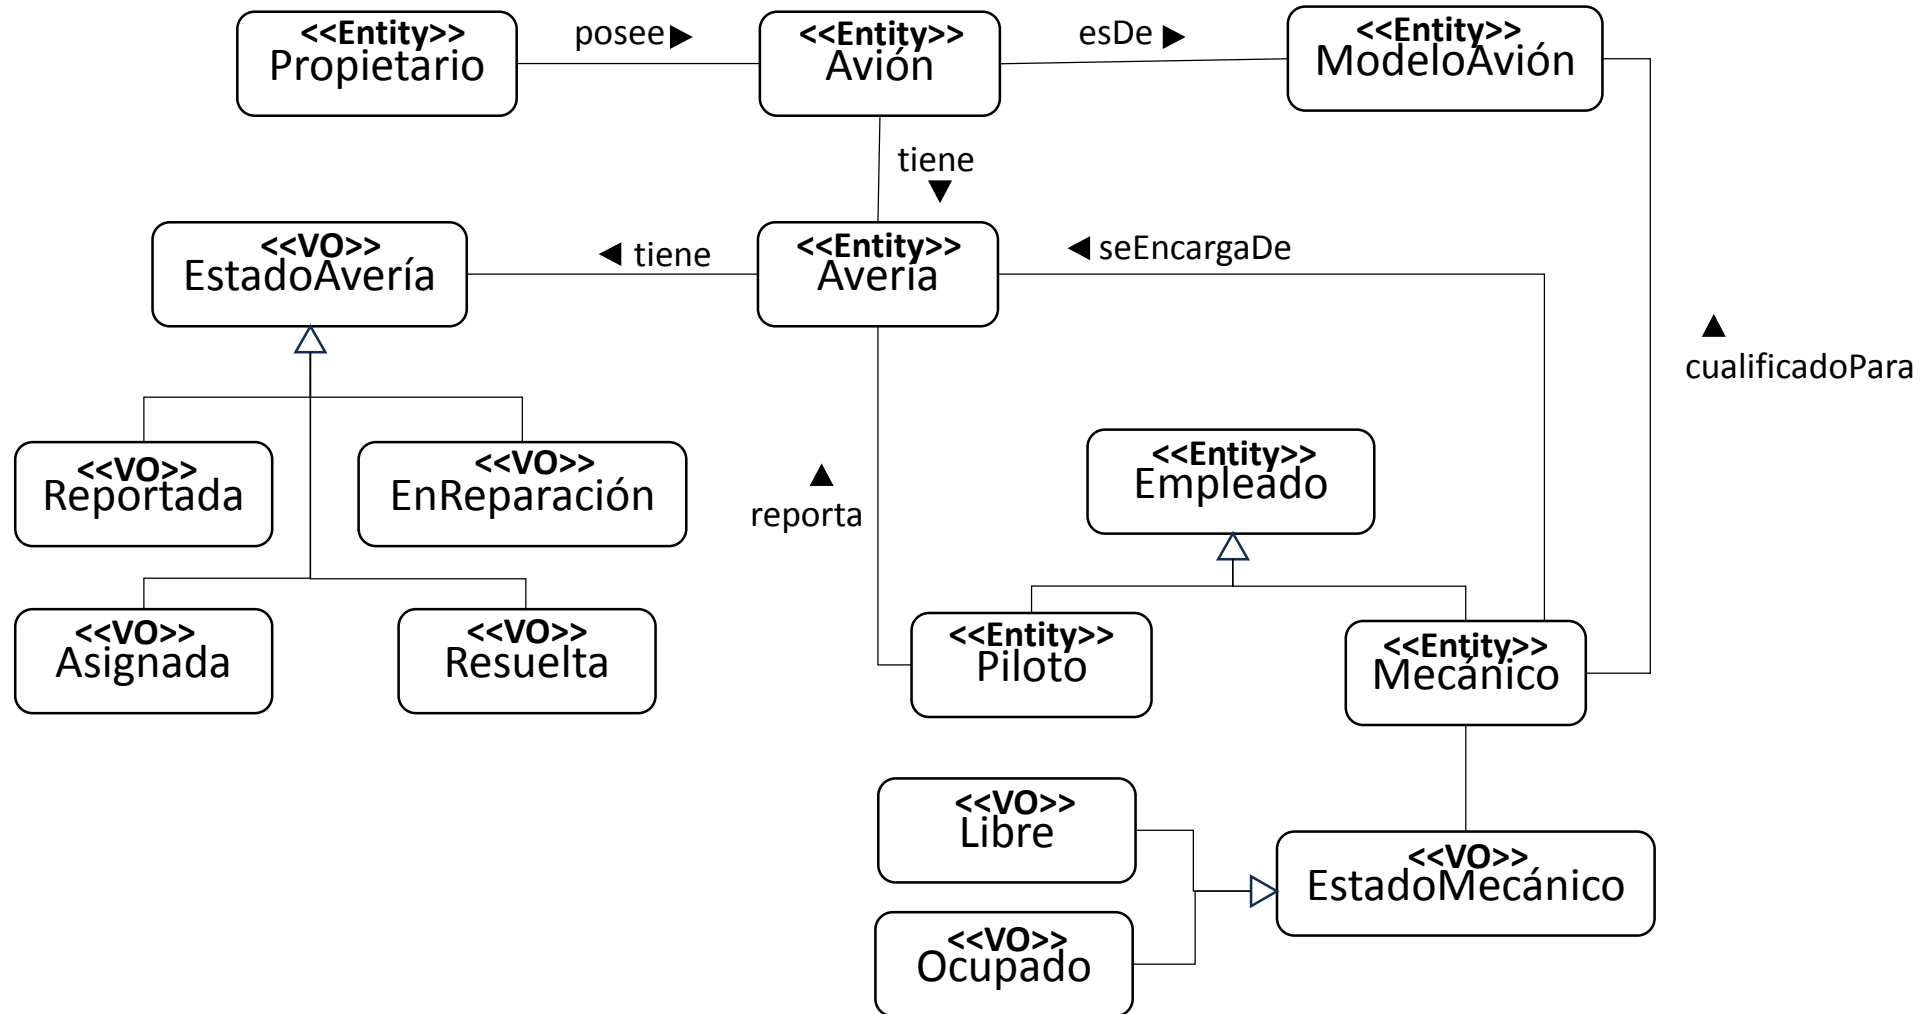 <<Entity>>
Propietario
posee ▶
<<Entity>>
Avión
esDe ▶
<<Entity>>
ModeloAvión
tiene
▼
<<VO>>
EstadoAvería
◀ tiene
<<Entity>>
Avería
◀ seEncargaDe
▲
cualificadoPara
<<VO>>
Reportada
<<VO>>
EnReparación
▲
reporta
<<Entity>>
Empleado
<<VO>>
Asignada
<<VO>>
Resuelta
<<Entity>>
Piloto
<<Entity>>
Mecánico
<<VO>>
Libre
<<VO>>
EstadoMecánico
<<VO>>
Ocupado